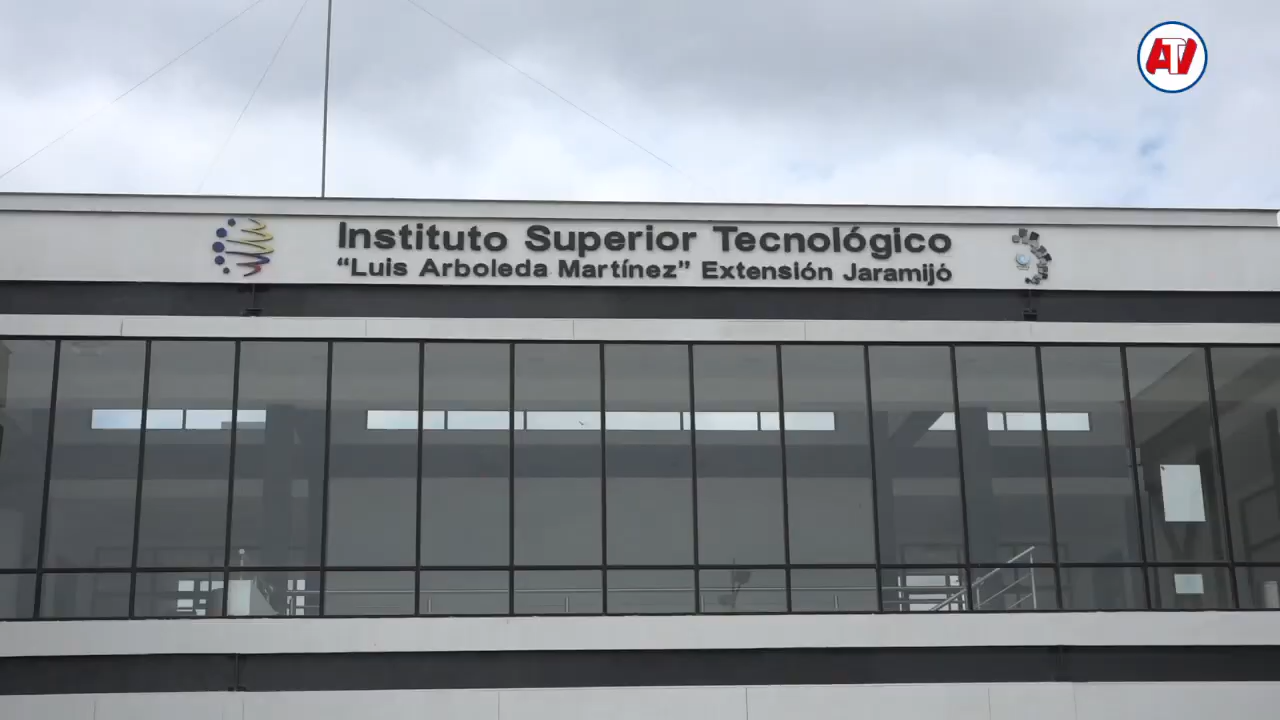 ATV
Instituto Superior Tecnológico
“Luis Arboleda Martínez” Extensión Jaramijó